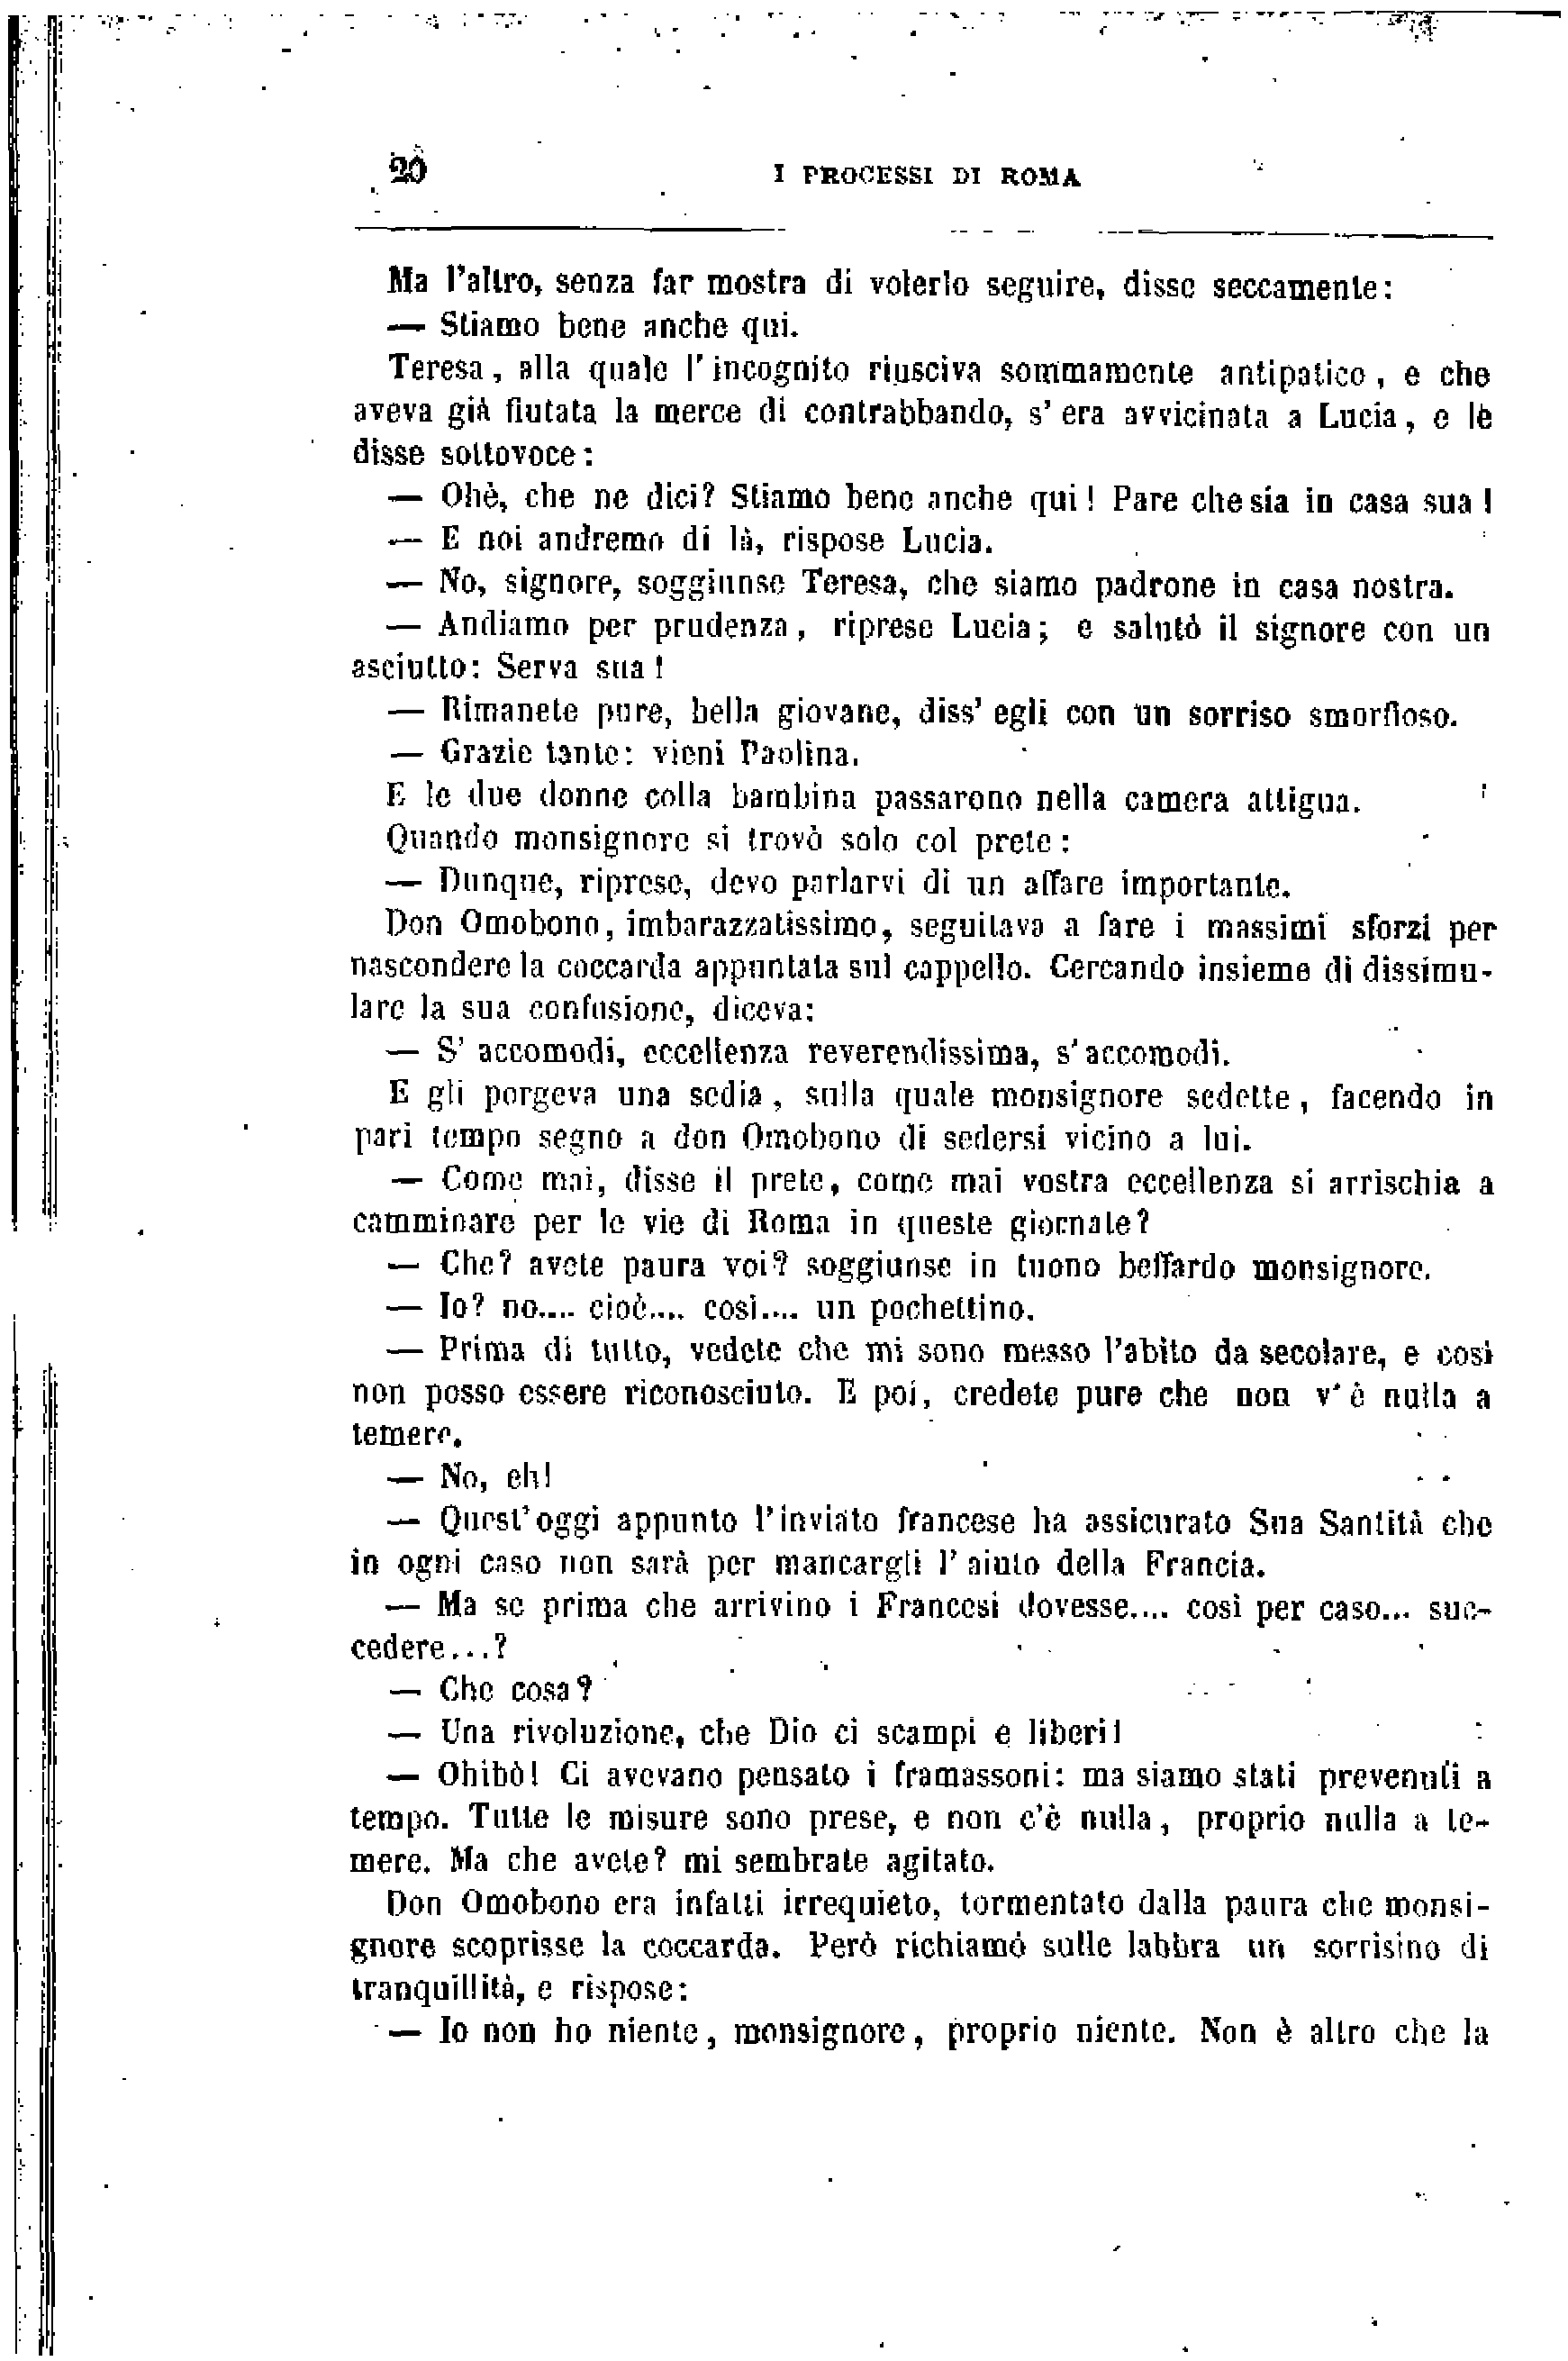 20 I PROCESSI DI ROMA
Ma l'altro, senza far mostra di volerlo seguire, disse seccamente:
— Stiamo bene anche qui.
Teresa, alla quale l'incognito riusciva sommamente antipatico, e che
aveva già fiutata la merce di contrabbando, s'era avvicinata a Lucia, e lè
disse sottovoce:
— Ohè, che ne dici? Stiamo bene anche qui! Pare che sia in casa sua!
— E noi andremo di là, rispose Lucia.
— No, signore, soggiunse Teresa, che siamo padrone in casa nostra.
— Andiamo per prudenza, riprese Lucia; e salutò il signore con un
asciutto: Serva sua!
— Rimanete pure, bella giovane, diss'egli con un sorriso smorfioso.
— Grazie tante: vieni Paolina.
E le due donne colla bambina passarono nella camera attigua.
Quando monsignore si trovò solo col prete:
— Dunque, riprese, devo parlarvi di un affare importante.
Don Omobono, imbarazzatissimo, seguitava a fare i massimi sforzi per
nascondere la coccarda appuntata sul cappello. Cercando insieme di dissimu-
lare la sua confusione, diceva:
— S'accomodi, eccellenza reverendissima, s'accomodi.
E gli porgeva una sedia, sulla quale monsignore sedette, facendo in
pari tempo segno a don Omobono di sedersi vicino a lui.
— Come mai, disse il prete, come mai vostra eccellenza si arrischia a
camminare per le vie di Roma in queste giornate?
— Che? avete paura voi? soggiunse in tuono beffardo monsignore.
— Io? no.... cioè.... così.... un pochettino.
— Prima di tutto, vedete che mi sono messo l'abito da secolare, e così
non posso essere riconosciuto. E poi, credete pure che non v'è nulla a
temere.
— No, eh!
— Quest'oggi appunto l'inviato francese ha assicurato Sua Santità che
in ogni caso non sarà per mancargli l'aiuto della Francia.
— Ma se prima che arrivino i Francesi dovesse.... così per caso... suc-
cedere...?
— Che cosa?
— Una rivoluzione, che Dio ci scampi e liberi!
— Ohibò! Ci avevano pensato i framassoni: ma siamo stati prevenuti a
tempo. Tutte le misure sono prese, e non c'è nulla, proprio nulla a te-
mere. Ma che avete? mi sembrate agitato.
Don Omobono era infatti irrequieto, tormentato dalla paura che monsi-
gnore scoprisse la coccarda. Però richiamò sulle labbra un sorrisino di
tranquillità, e rispose:
— Io non ho niente, monsignore, proprio niente. Non è altro che la